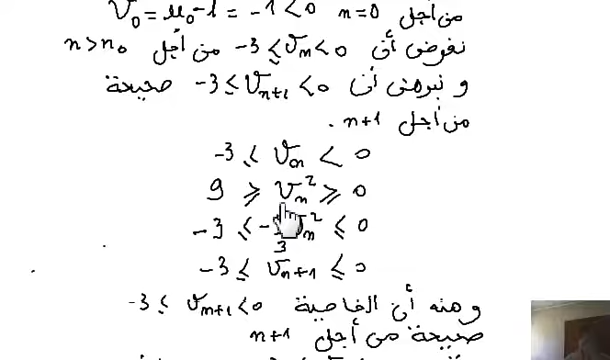 من أجل n=0 V₀ = u₀-1 = -1 < 0
نفرض أن -3 ≤ Vn < 0 من أجل n > n₀
و نبرهن أن -3 ≤ Vn+1 < 0 صحيحة
من أجل n+1 .
-3 ≤ Vn < 0
9 ≥ Vn² ≥ 0
-3 ≤ - Vn² ≤ 0
3
-3 ≤ Vn+1 ≤ 0
ومنه أن الخاصية -3 ≤ Vn+1 < 0
صحيحة من أجل n+1